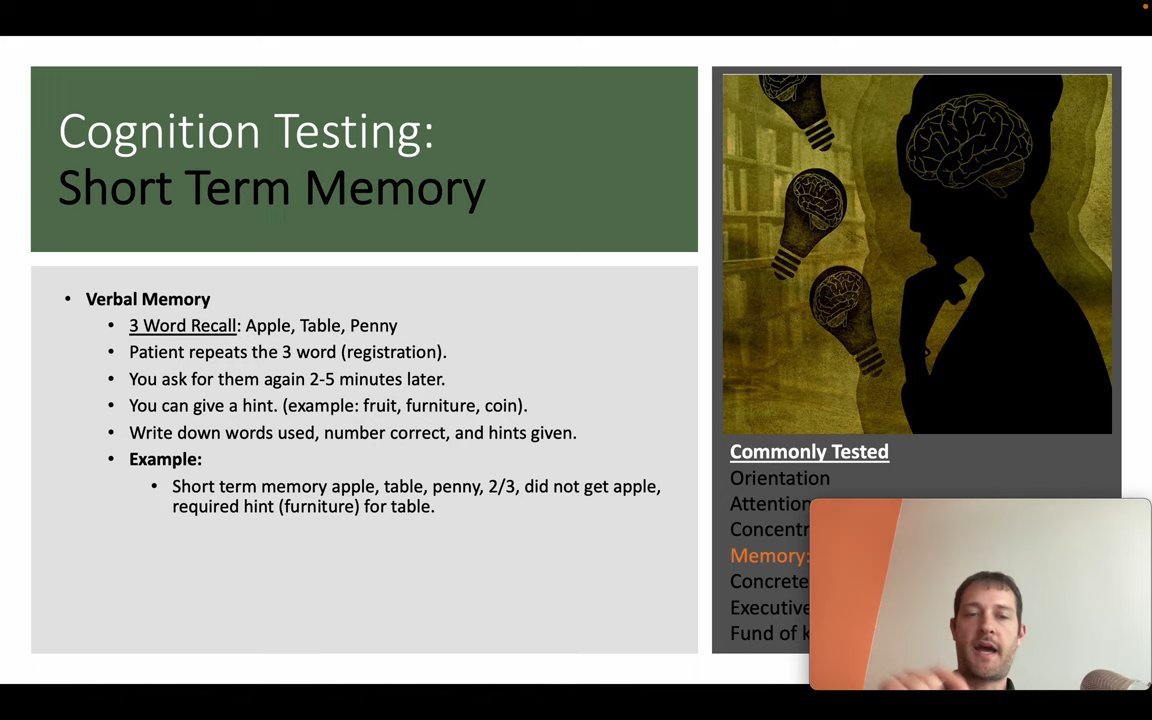 Cognition Testing:
Short Term Memory
• Verbal Memory
• 3 Word Recall: Apple, Table, Penny
• Patient repeats the 3 word (registration).
• You ask for them again 2-5 minutes later.
• You can give a hint. (example: fruit, furniture, coin).
• Write down words used, number correct, and hints given.
• Example:
• Short term memory apple, table, penny, 2/3, did not get apple,
required hint (furniture) for table.
Commonly Tested
Orientation
Attention
Memory:
Concrete
Executive
Fund of